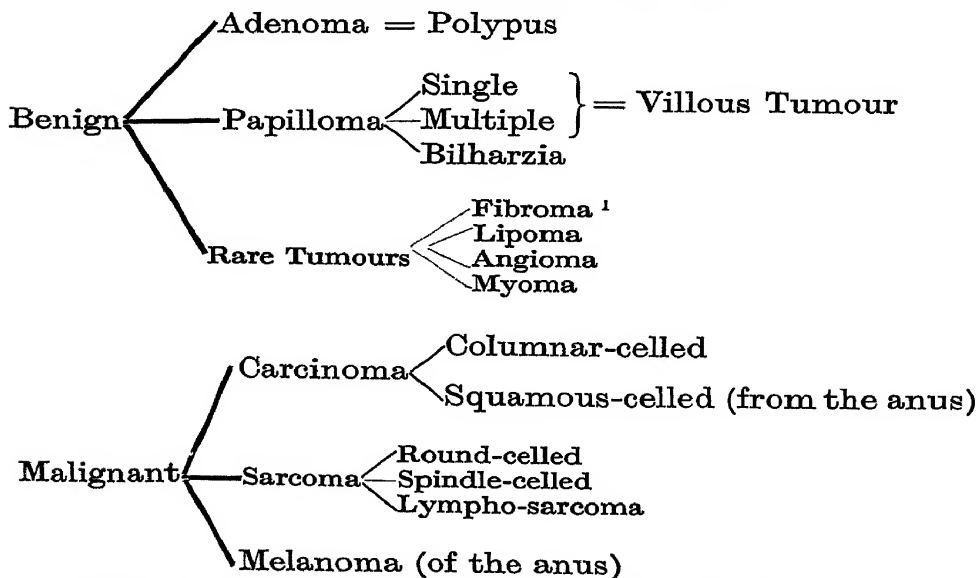 Adenoma = Polypus
Single
Benign Papilloma Multiple } = Villous Tumour
Bilharzia
Fibroma ¹
Rare Tumours Lipoma
Angioma
Myoma
Columnar-celled
Carcinoma
Squamous-celled (from the anus)
Round-celled
Malignant Sarcoma Spindle-celled
Lympho-sarcoma
Melanoma (of the anus)